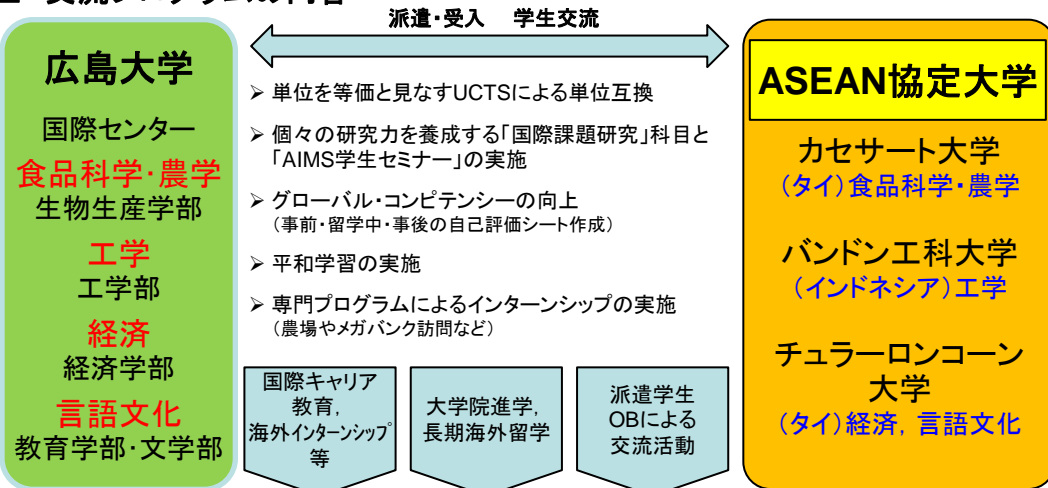 派遣・受入 学生交流
広島大学
国際センター
食品科学・農学
生物生産学部
工学
工学部
経済
経済学部
言語文化
教育学部・文学部
➢ 単位を等価と見なすUCTSによる単位互換
➢ 個々の研究力を養成する「国際課題研究」科目と
「AIMS学生セミナー」の実施
➢ グローバル・コンピテンシーの向上
（事前・留学中・事後の自己評価シート作成）
➢ 平和学習の実施
➢ 専門プログラムによるインターンシップの実施
（農場やメガバンク訪問など）
国際キャリア
教育，
海外インターンシップ
等
大学院進学，
長期海外留学
派遣学生
OBによる
交流活動
ASEAN協定大学
カセサート大学
（タイ）食品科学・農学
バンドン工科大学
（インドネシア）工学
チュラーロンコーン
大学
（タイ）経済，言語文化